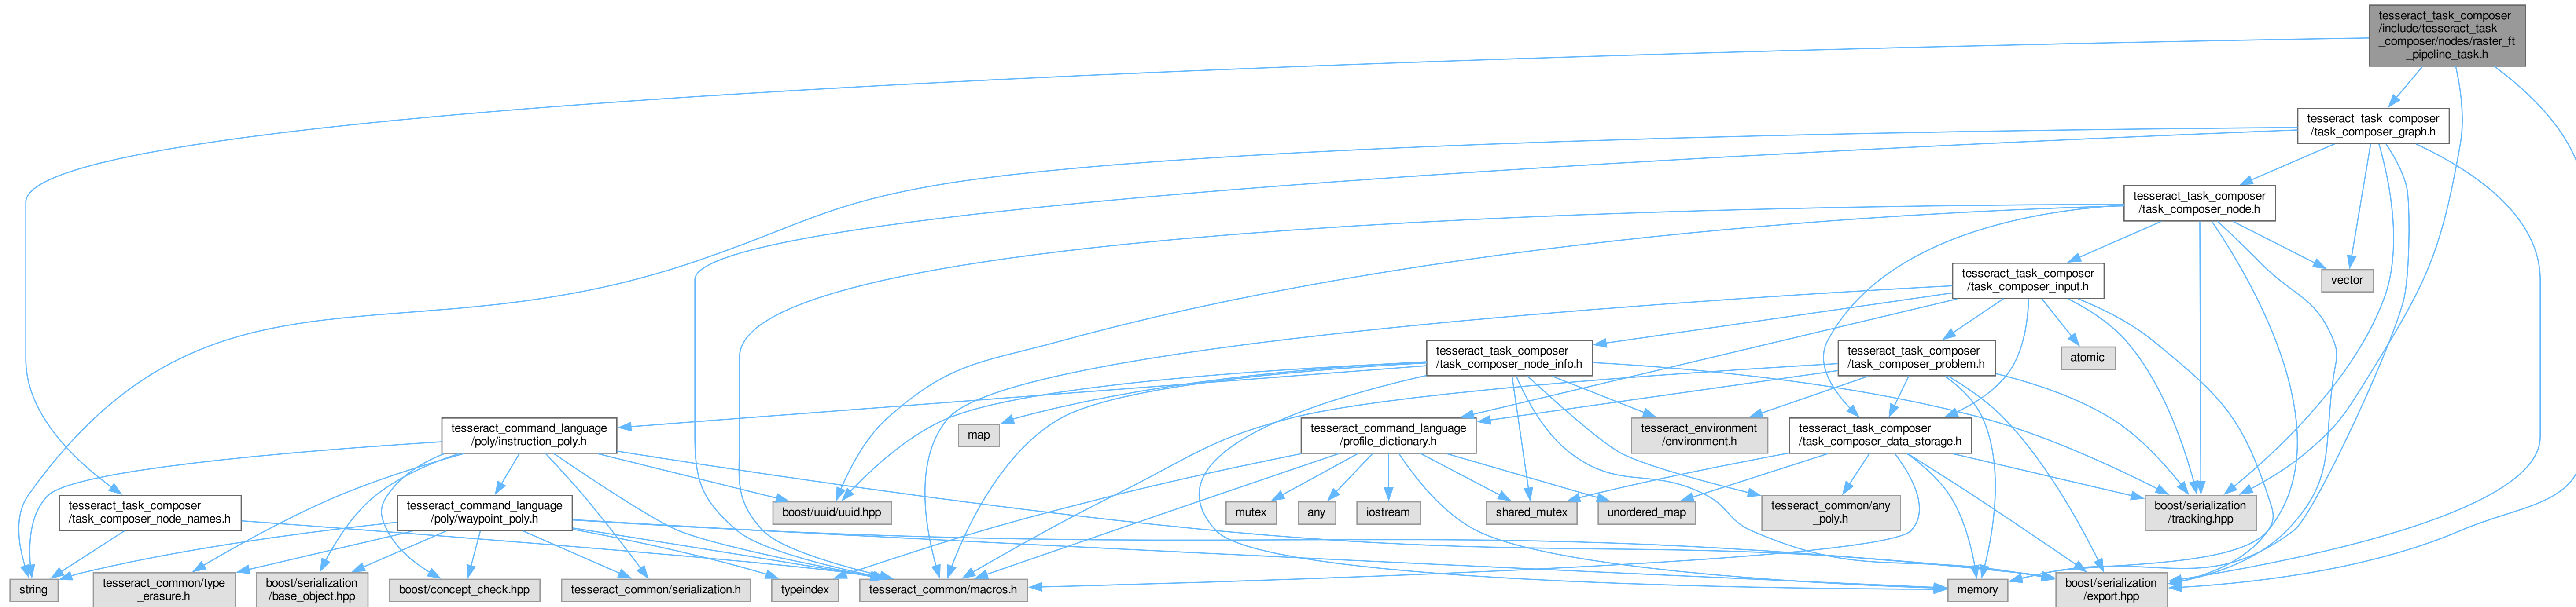 tesseract_task_composer
/include/tesseract_task
_composer/nodes/raster_ft
_pipeline_task.h
tesseract_task_composer
/task_composer_graph.h
tesseract_task_composer
/task_composer_node.h
tesseract_task_composer
/task_composer_input.h
vector
tesseract_task_composer
/task_composer_node_info.h
tesseract_task_composer
/task_composer_problem.h
atomic
tesseract_command_language
/poly/instruction_poly.h
map
tesseract_command_language
/profile_dictionary.h
tesseract_environment
/environment.h
tesseract_task_composer
/task_composer_data_storage.h
tesseract_task_composer
/task_composer_node_names.h
tesseract_command_language
/poly/waypoint_poly.h
boost/uuid/uuid.hpp
mutex
any
iostream
shared_mutex
unordered_map
tesseract_common/any
_poly.h
boost/serialization
/tracking.hpp
string
tesseract_common/type
_erasure.h
boost/serialization
/base_object.hpp
boost/concept_check.hpp
tesseract_common/serialization.h
typeindex
tesseract_common/macros.h
memory
boost/serialization
/export.hpp